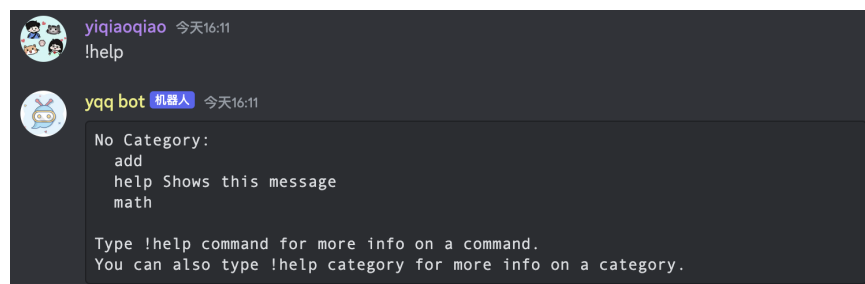 yiqiaoqiao 今天16:11
!help
yqq bot 机器人 今天16:11
No Category:
  add
  help Shows this message
  math
Type !help command for more info on a command.
You can also type !help category for more info on a category.